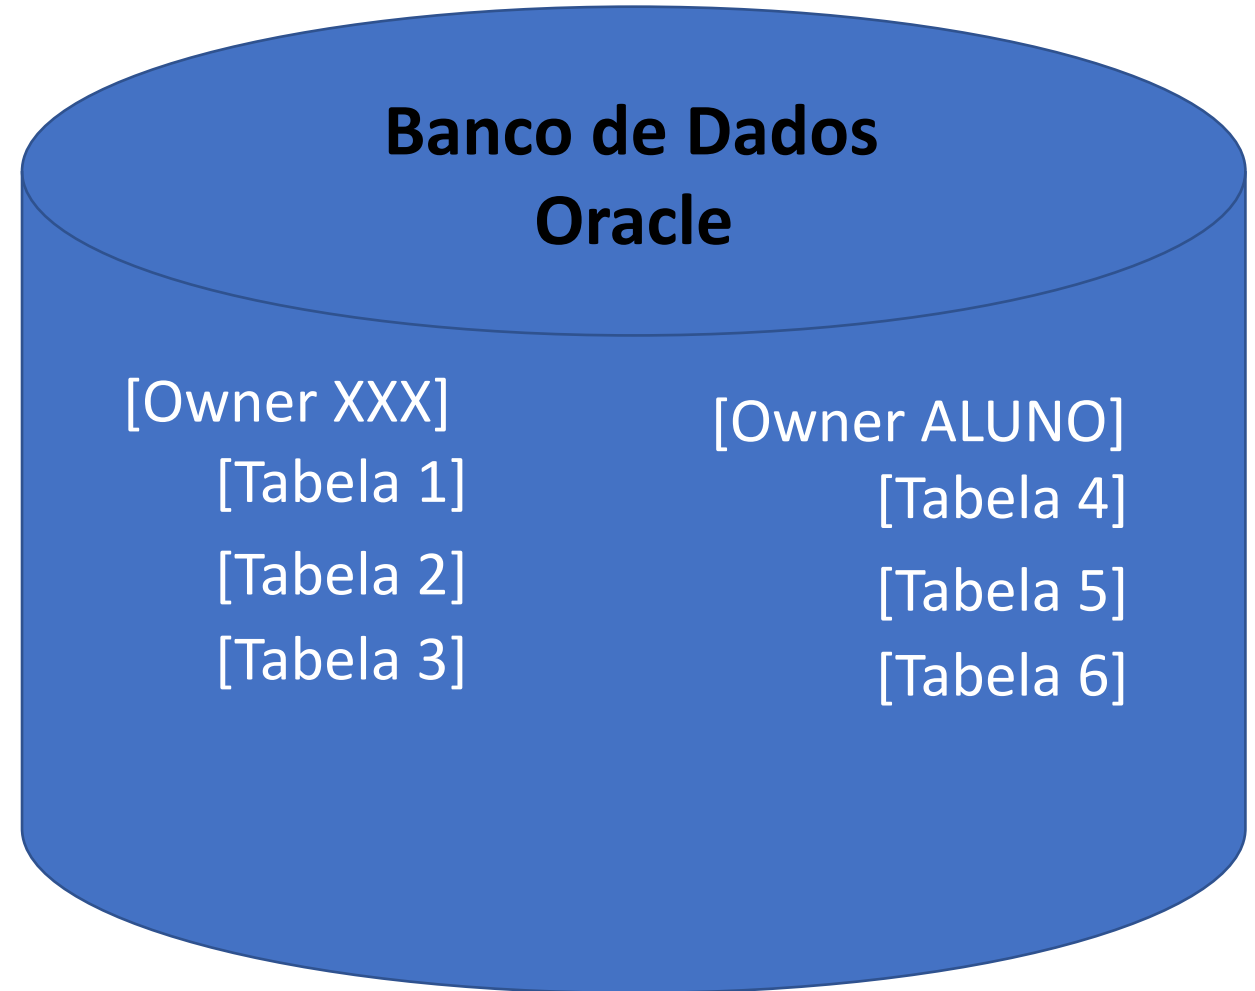 Banco de Dados
Oracle
[Owner XXX]
[Tabela 1]
[Tabela 2]
[Tabela 3]
[Owner ALUNO]
[Tabela 4]
[Tabela 5]
[Tabela 6]